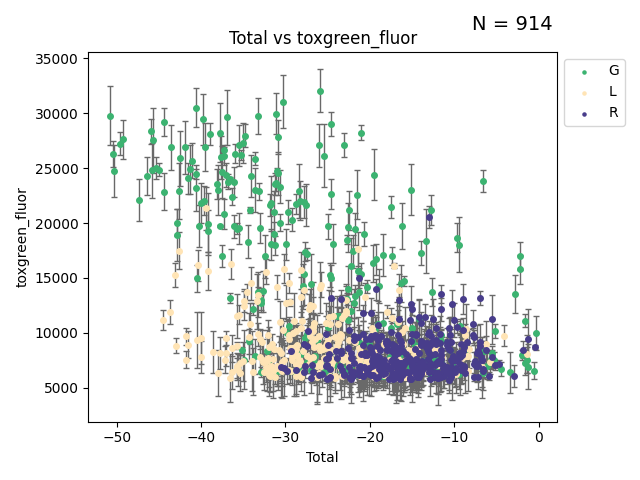 N = 914
Total vs toxgreen_fluor
35000
30000
25000
20000
15000
10000
5000
toxgreen_fluor
−50 −40 −30 −20 −10 0
Total
G
L
R